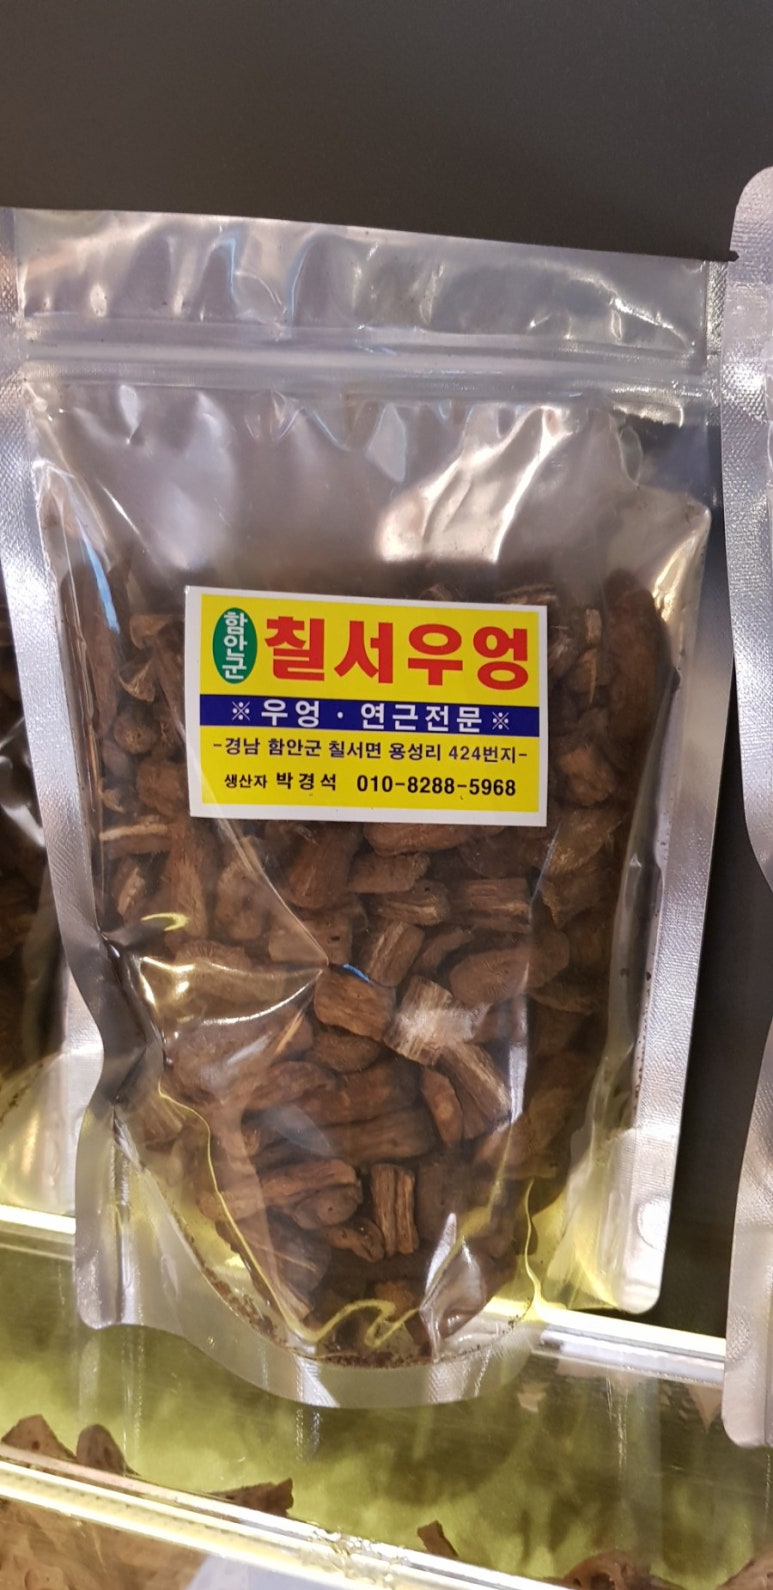 함안군 칠서우엉
※ 우엉 · 연근전문 ※
-경남 함안군 칠서면 용성리 424번지-
생산자 박경석 010-8288-5968